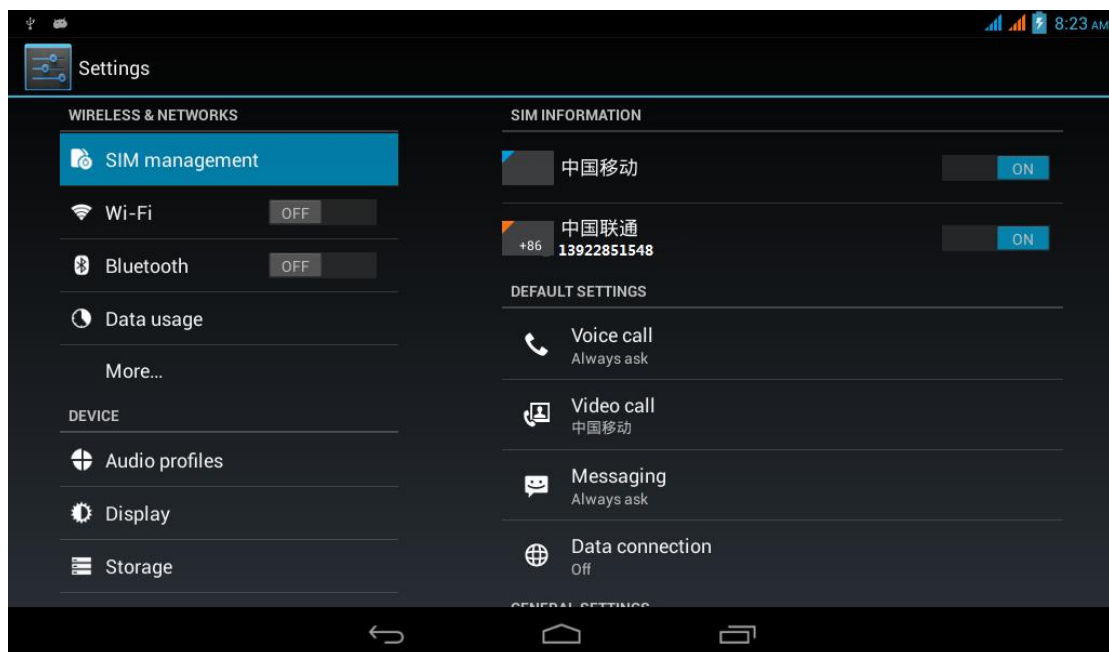 8:23 AM
Settings
WIRELESS & NETWORKS
SIM management
Wi-Fi
OFF
Bluetooth
OFF
Data usage
More...
DEVICE
Audio profiles
Display
Storage
SIM INFORMATION
中国移动
ON
中国联通
+86 13922851548
ON
DEFAULT SETTINGS
Voice call
Always ask
Video call
中国移动
Messaging
Always ask
Data connection
Off
GENERAL SETTINGS